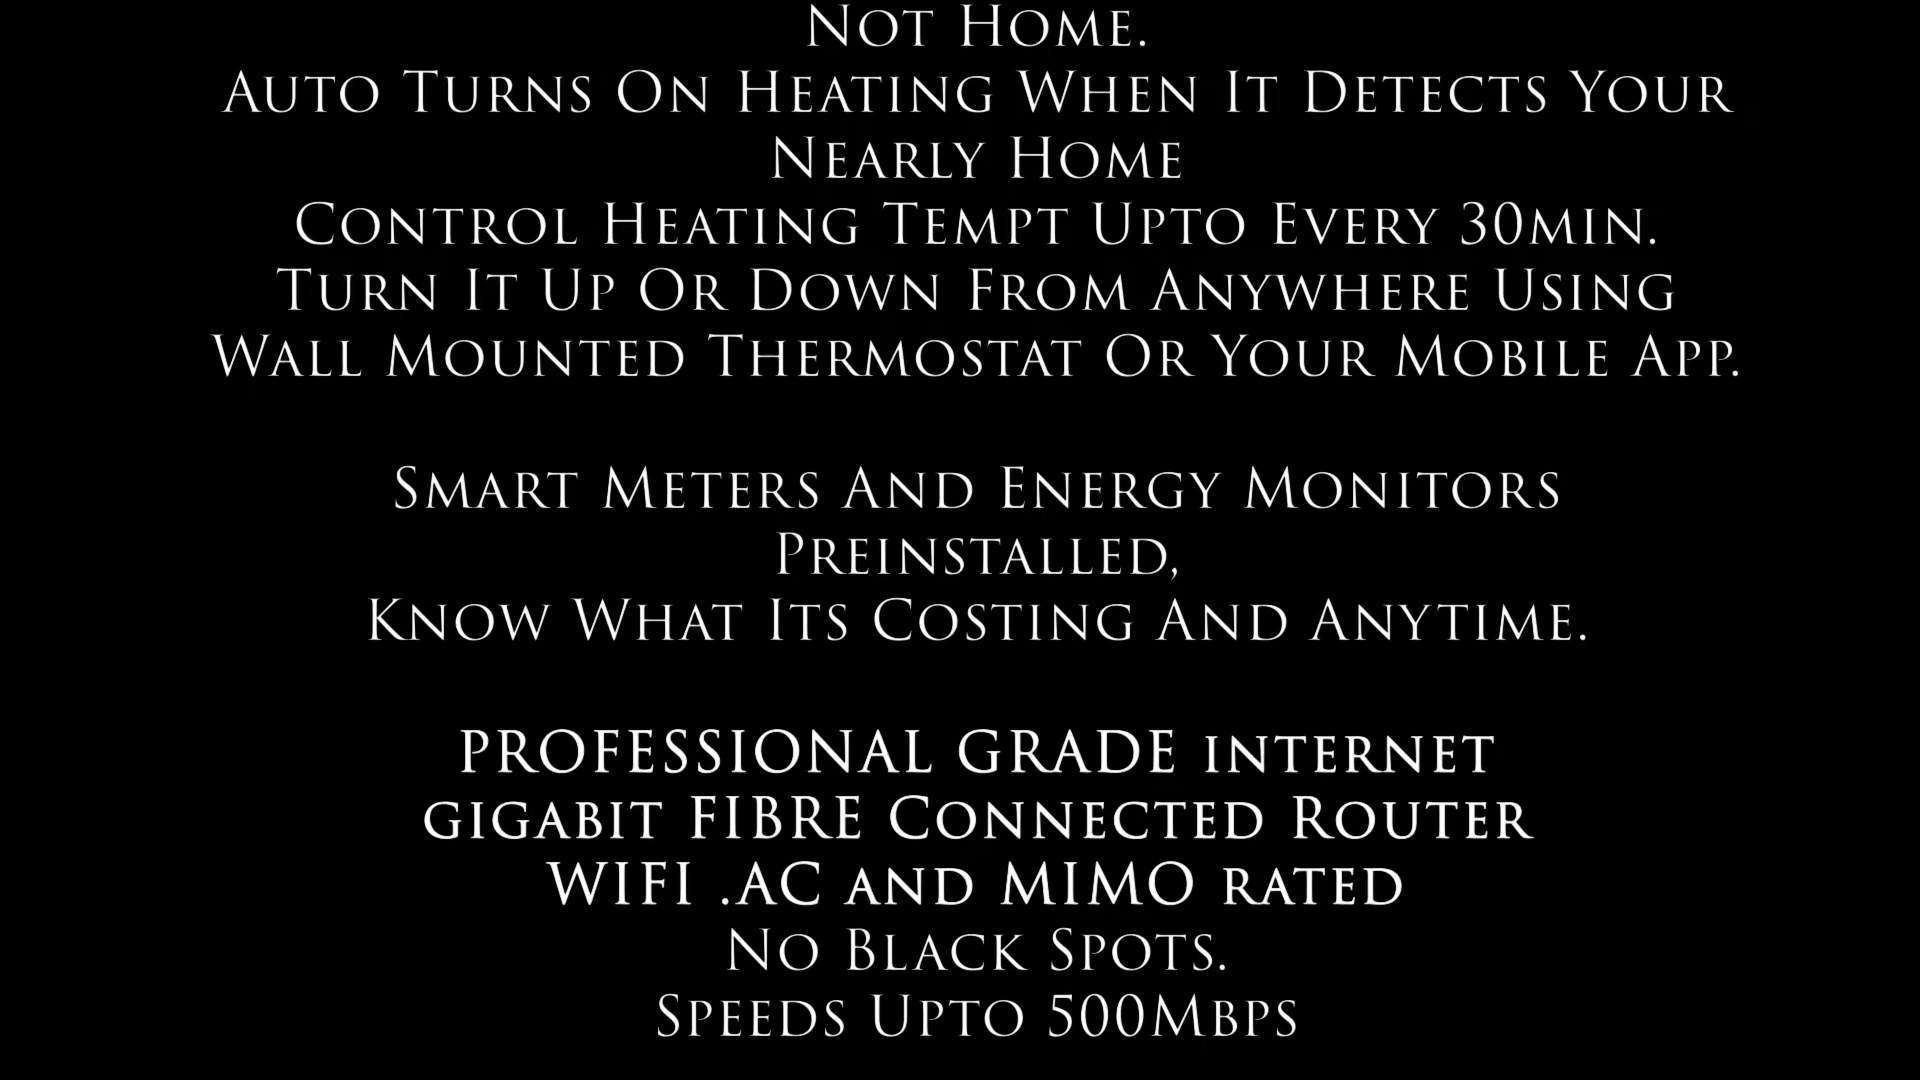 Not Home.
Auto Turns On Heating When It Detects Your
Nearly Home
Control Heating Tempt Upto Every 30min.
Turn It Up Or Down From Anywhere Using
Wall Mounted Thermostat Or Your Mobile App.
Smart Meters And Energy Monitors
Preinstalled,
Know What Its Costing And Anytime.
PROFESSIONAL GRADE internet
gigabit FIBRE Connected Router
WIFI .AC and MIMO rated
No Black Spots.
Speeds Upto 500Mbps